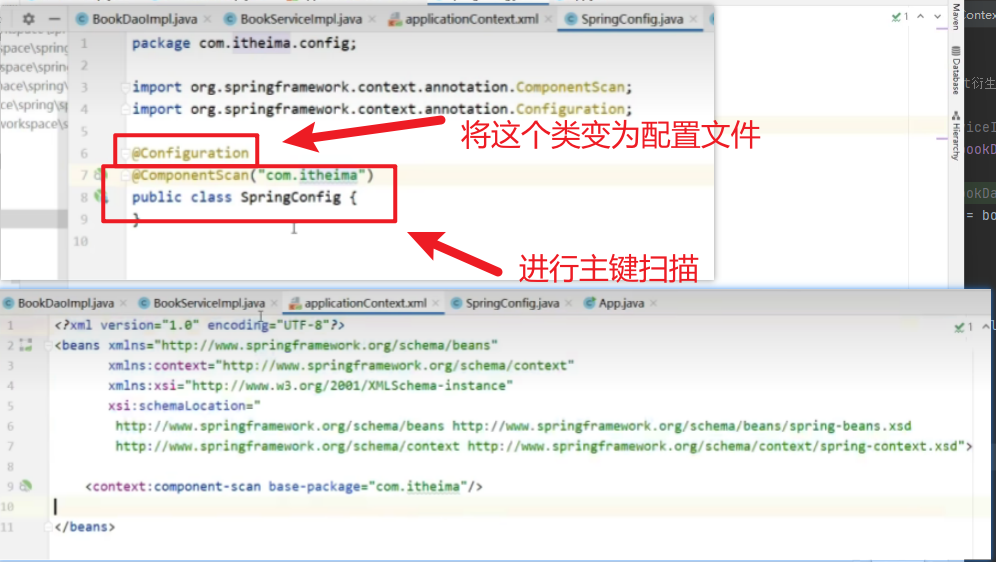 BookDaoImpl.java × BookServiceImpl.java × applicationContext.xml × SpringConfig.java ×
1 package com.itheima.config;
2
3 import org.springframework.context.annotation.ComponentScan;
4 import org.springframework.context.annotation.Configuration;
5
6 @Configuration
7 @ComponentScan("com.itheima")
8 public class SpringConfig {
9 }
10
将这个类变为配置文件
进行主键扫描
1
Maven
Database
Hierarchy
BookDaoImpl.java × BookServiceImpl.java × applicationContext.xml × SpringConfig.java × App.java ×
1 <?xml version="1.0" encoding="UTF-8"?>
2 <beans xmlns="http://www.springframework.org/schema/beans"
3 xmlns:context="http://www.springframework.org/schema/context"
4 xmlns:xsi="http://www.w3.org/2001/XMLSchema-instance"
5 xsi:schemaLocation="
6 http://www.springframework.org/schema/beans http://www.springframework.org/schema/beans/spring-beans.xsd
7 http://www.springframework.org/schema/context http://www.springframework.org/schema/context/spring-context.xsd">
8
9 <context:component-scan base-package="com.itheima"/>
10
11 </beans>
1